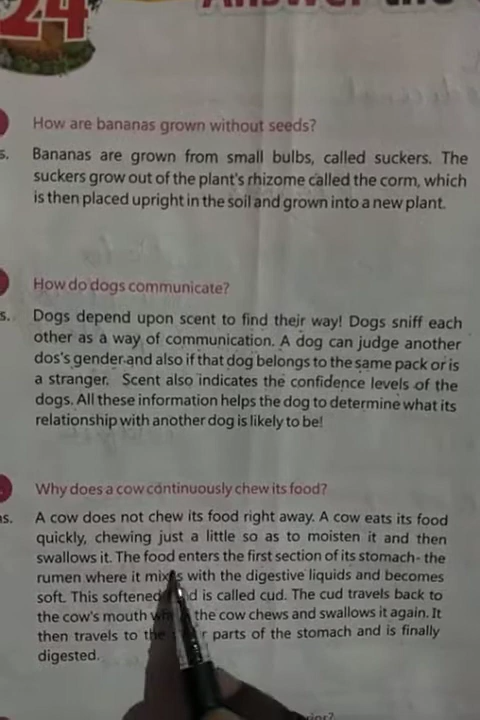 24
Answer the
How are bananas grown without seeds?
s. Bananas are grown from small bulbs, called suckers. The
suckers grow out of the plant's rhizome called the corm, which
is then placed upright in the soil and grown into a new plant.
How do dogs communicate?
s. Dogs depend upon scent to find their way! Dogs sniff each
other as a way of communication. A dog can judge another
dos's gender and also if that dog belongs to the same pack or is
a stranger. Scent also indicates the confidence levels of the
dogs. All these information helps the dog to determine what its
relationship with another dog is likely to be!
Why does a cow continuously chew its food?
ns. A cow does not chew its food right away. A cow eats its food
quickly, chewing just a little so as to moisten it and then
swallows it. The food enters the first section of its stomach- the
rumen where it mixes with the digestive liquids and becomes
soft. This softened is called cud. The cud travels back to
the cow's mouth the cow chews and swallows it again. It
then travels to the parts of the stomach and is finally
digested.